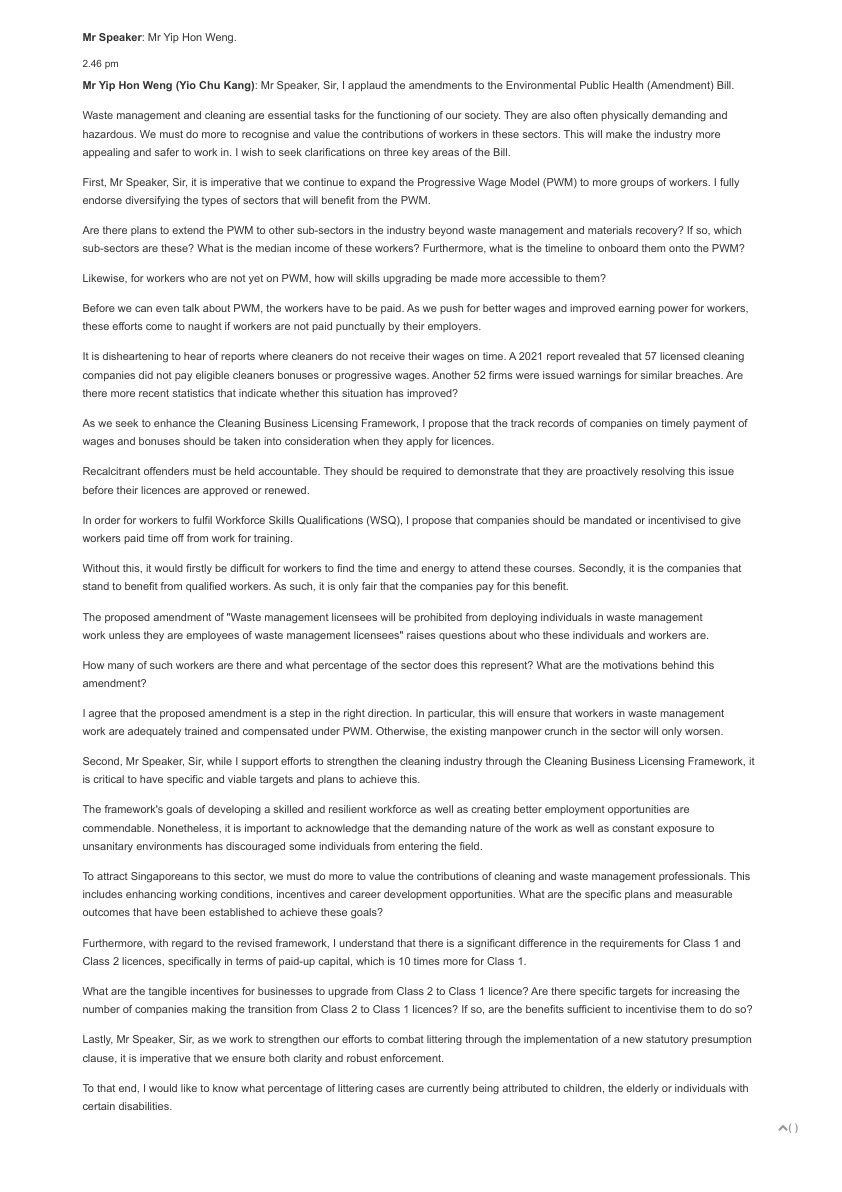 Mr Speaker: Mr Yip Hon Weng.
2.46 pm
Mr Yip Hon Weng (Yio Chu Kang): Mr Speaker, Sir, I applaud the amendments to the Environmental Public Health (Amendment) Bill.
Waste management and cleaning are essential tasks for the functioning of our society. They are also often physically demanding and
hazardous. We must do more to recognise and value the contributions of workers in these sectors. This will make the industry more
appealing and safer to work in. I wish to seek clarifications on three key areas of the Bill.
First, Mr Speaker, Sir, it is imperative that we continue to expand the Progressive Wage Model (PWM) to more groups of workers. I fully
endorse diversifying the types of sectors that will benefit from the PWM.
Are there plans to extend the PWM to other sub-sectors in the industry beyond waste management and materials recovery? If so, which
sub-sectors are these? What is the median income of these workers? Furthermore, what is the timeline to onboard them onto the PWM?
Likewise, for workers who are not yet on PWM, how will skills upgrading be made more accessible to them?
Before we can even talk about PWM, the workers have to be paid. As we push for better wages and improved earning power for workers,
these efforts come to naught if workers are not paid punctually by their employers.
It is disheartening to hear of reports where cleaners do not receive their wages on time. A 2021 report revealed that 57 licensed cleaning
companies did not pay eligible cleaners bonuses or progressive wages. Another 52 firms were issued warnings for similar breaches. Are
there more recent statistics that indicate whether this situation has improved?
As we seek to enhance the Cleaning Business Licensing Framework, I propose that the track records of companies on timely payment of
wages and bonuses should be taken into consideration when they apply for licences.
Recalcitrant offenders must be held accountable. They should be required to demonstrate that they are proactively resolving this issue
before their licences are approved or renewed.
In order for workers to fulfil Workforce Skills Qualifications (WSQ), I propose that companies should be mandated or incentivised to give
workers paid time off from work for training.
Without this, it would firstly be difficult for workers to find the time and energy to attend these courses. Secondly, it is the companies that
stand to benefit from qualified workers. As such, it is only fair that the companies pay for this benefit.
The proposed amendment of "Waste management licensees will be prohibited from deploying individuals in waste management
work unless they are employees of waste management licensees" raises questions about who these individuals and workers are.
How many of such workers are there and what percentage of the sector does this represent? What are the motivations behind this
amendment?
I agree that the proposed amendment is a step in the right direction. In particular, this will ensure that workers in waste management
work are adequately trained and compensated under PWM. Otherwise, the existing manpower crunch in the sector will only worsen.
Second, Mr Speaker, Sir, while I support efforts to strengthen the cleaning industry through the Cleaning Business Licensing Framework, it
is critical to have specific and viable targets and plans to achieve this.
The framework's goals of developing a skilled and resilient workforce as well as creating better employment opportunities are
commendable. Nonetheless, it is important to acknowledge that the demanding nature of the work as well as constant exposure to
unsanitary environments has discouraged some individuals from entering the field.
To attract Singaporeans to this sector, we must do more to value the contributions of cleaning and waste management professionals. This
includes enhancing working conditions, incentives and career development opportunities. What are the specific plans and measurable
outcomes that have been established to achieve these goals?
Furthermore, with regard to the revised framework, I understand that there is a significant difference in the requirements for Class 1 and
Class 2 licences, specifically in terms of paid-up capital, which is 10 times more for Class 1.
What are the tangible incentives for businesses to upgrade from Class 2 to Class 1 licence? Are there specific targets for increasing the
number of companies making the transition from Class 2 to Class 1 licences? If so, are the benefits sufficient to incentivise them to do so?
Lastly, Mr Speaker, Sir, as we work to strengthen our efforts to combat littering through the implementation of a new statutory presumption
clause, it is imperative that we ensure both clarity and robust enforcement.
To that end, I would like to know what percentage of littering cases are currently being attributed to children, the elderly or individuals with
certain disabilities.
( )